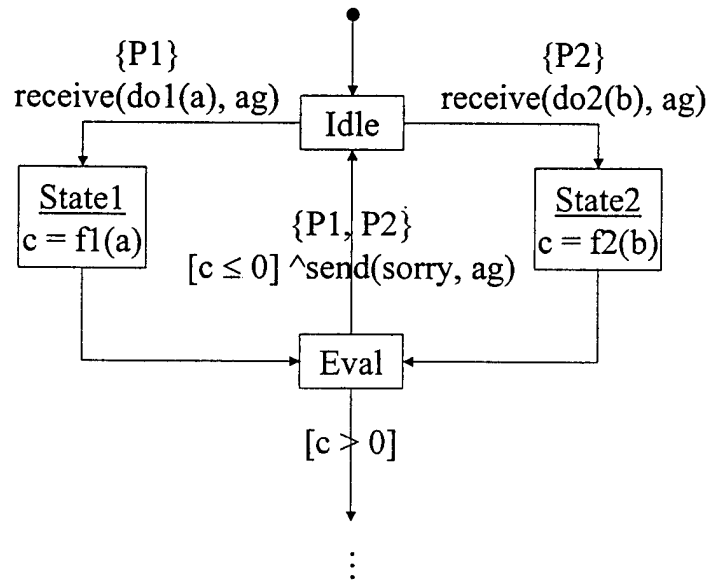 {P1}
receive(do1(a), ag)
{P2}
receive(do2(b), ag)
Idle
State1
c = f1(a)
State2
c = f2(b)
{P1, P2}
[c ≤ 0] ^send(sorry, ag)
Eval
[c > 0]
⋮